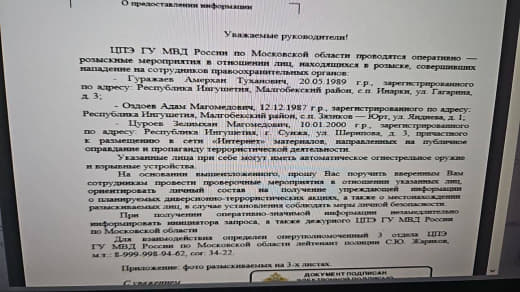 О предоставлении информации
Уважаемые руководители!
ЦПЭ ГУ МВД России по Московской области проводятся оперативно —
розыскные мероприятия в отношении лиц, находящихся в розыске, совершивших
нападение на сотрудников правоохранительных органов:
- Гуражаев Амерхан Туханович, 20.05.1989 г.р., зарегистрированного
по адресу: Республика Ингушетия, Малгобекский район, с.п. Инарки, ул. Гагарина,
д. 3;
- Оздоев Адам Магомедович, 12.12.1987 г.р., зарегистрированного по адресу:
Республика Ингушетия, Малгобекский район, с.п. Зязиков — Юрт, ул. Яндиева, д. 1;
- Цуроев Зелимхан Магомедович, 10.01.2000 г.р., зарегистрированного
по адресу: Республика Ингушетия, г. Сунжа, ул. Шерипова, д. 3, причастного
к размещению в сети «Интернет» материалов, направленных на публичное
оправдание и пропаганду террористической деятельности.
Указанные лица при себе могут иметь автоматическое огнестрельное оружие
и взрывные устройства.
На основании вышеизложенного, прошу Вас поручить вверенным Вам
сотрудникам провести проверочные мероприятия в отношении указанных лиц,
ориентировать личный состав на получение упреждающей информации
о планируемых диверсионно-террористических акциях, а также о местонахождении
разыскиваемых лиц, в случае установления соблюдать меры личной безопасности.
При получении оперативно-значимой информации незамедлительно
информировать инициатора запроса, а также дежурного ЦПЭ ГУ МВД России
по Московской области
Для взаимодействия определен оперуполномоченный 3 отдела ЦПЭ
ГУ МВД России по Московской области лейтенант полиции С.Ю. Жариков,
м.т.: 8-999-998-94-62, сот: 34-22.
Приложение: фото разыскиваемых на 3-х листах.
С уважением
ДОКУМЕНТ ПОДПИСАН
ЭЛЕКТРОННОЙ ПОДПИСЬЮ